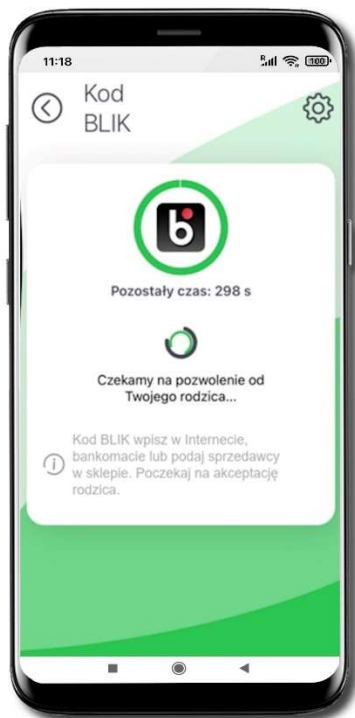 11:18
R
100
Kod
BLIK
b
Pozostały czas: 298 s
Czekamy na pozwolenie od
Twojego rodzica...
i
Kod BLIK wpisz w Internecie,
bankomacie lub podaj sprzedawcy
w sklepie. Poczekaj na akceptację
rodzica.